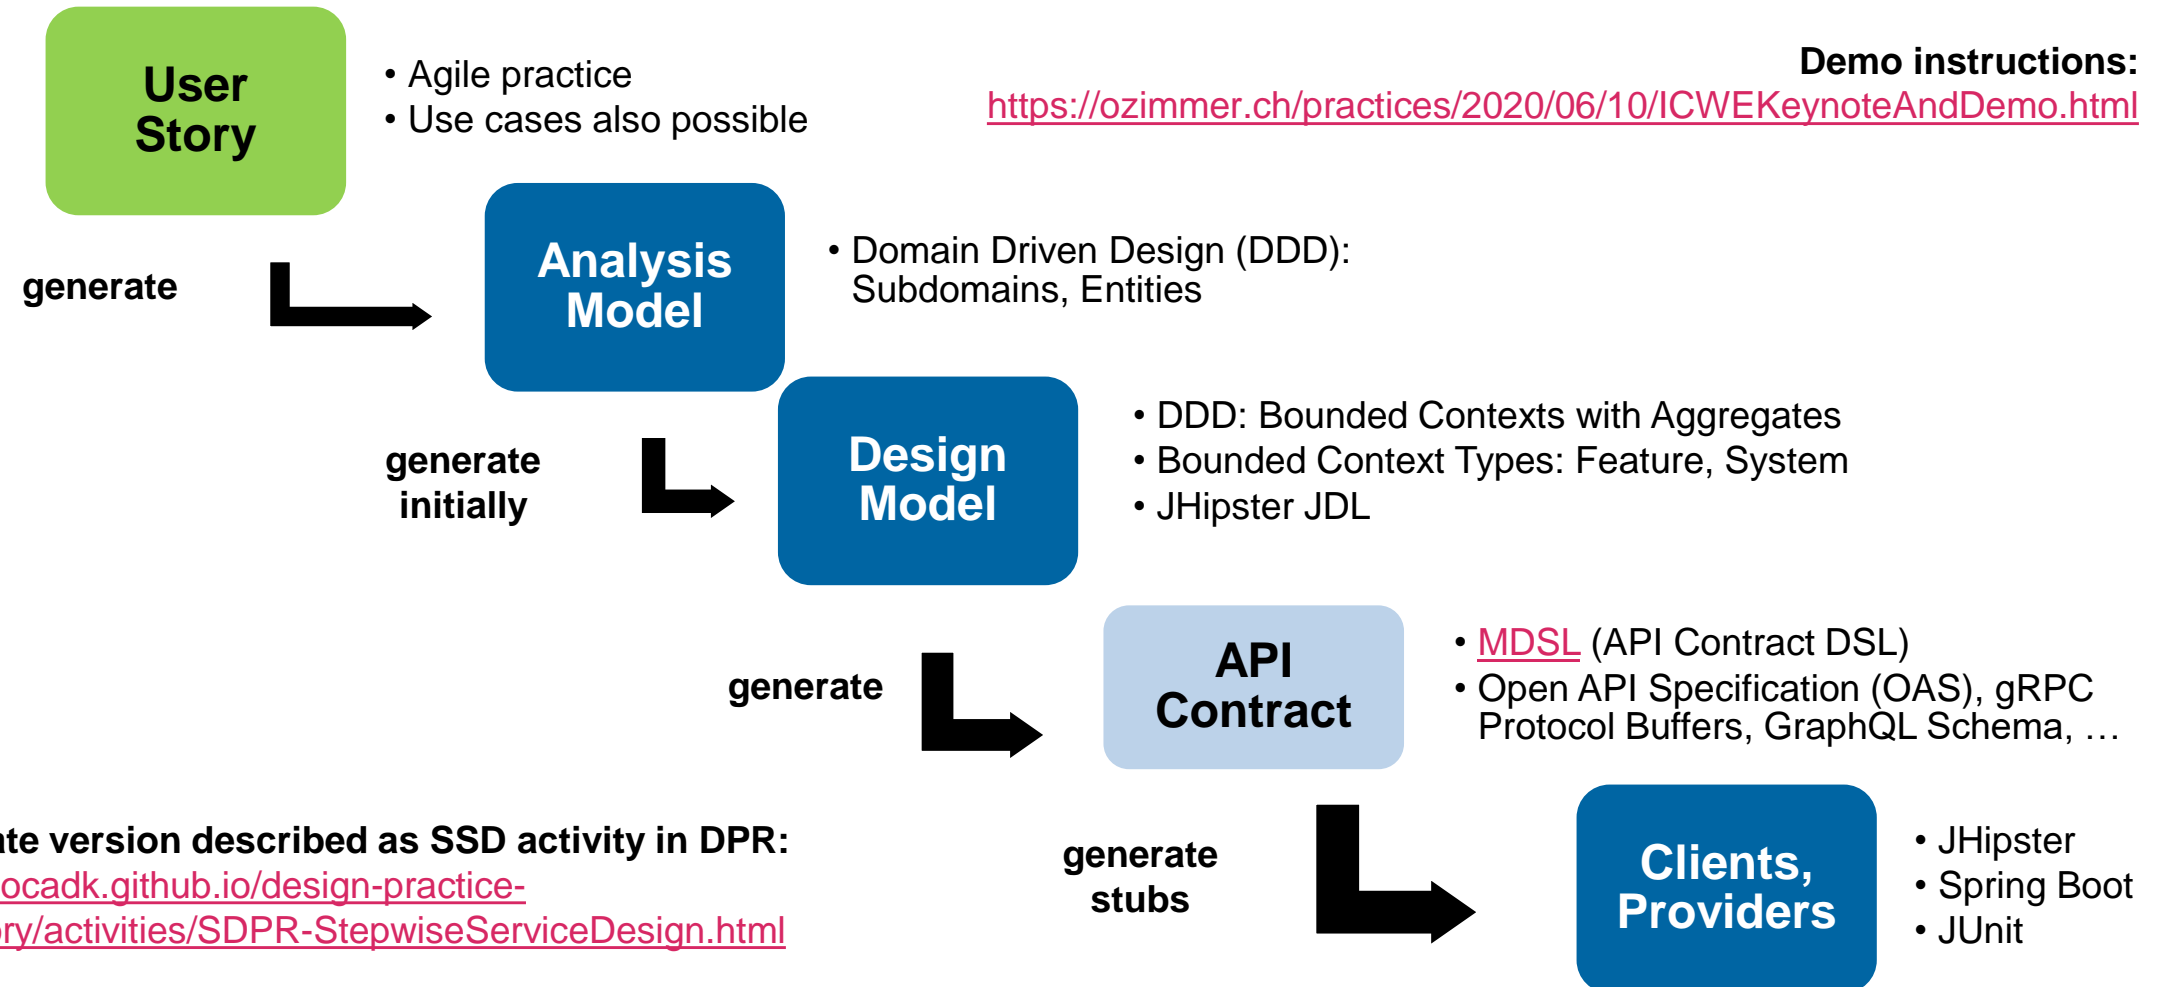 User
Story
• Agile practice
• Use cases also possible
Demo instructions:
https://ozimmer.ch/practices/2020/06/10/ICWEKeynoteAndDemo.html
generate
Analysis
Model
• Domain Driven Design (DDD):
Subdomains, Entities
generate
initially
Design
Model
• DDD: Bounded Contexts with Aggregates
• Bounded Context Types: Feature, System
• JHipster JDL
generate
API
Contract
• MDSL (API Contract DSL)
• Open API Specification (OAS), gRPC
Protocol Buffers, GraphQL Schema, …
version described as SSD activity in DPR:
ocadk.github.io/design-practice-
ory/activities/SDPR-StepwiseServiceDesign.html
generate
stubs
Clients,
Providers
• JHipster
• Spring Boot
• JUnit